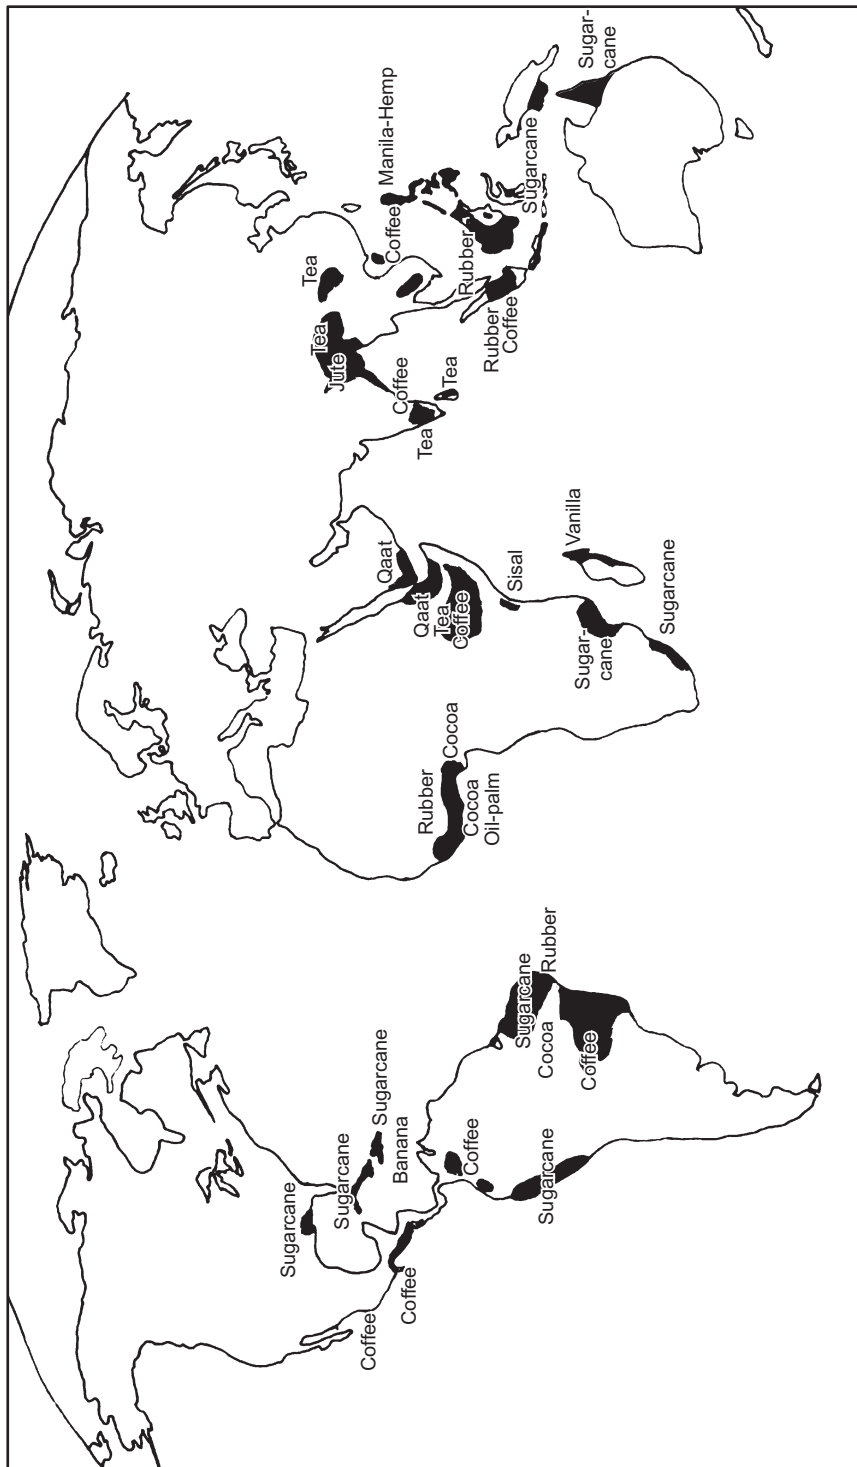 Coffee
Coffee
Sugarcane
Sugarcane
Sugarcane
Banana
Coffee
Sugarcane
Sugarcane
Cocoa
Rubber
Coffee
Rubber
Cocoa
Cocoa
Oil-palm
Qaat
Qaat
Tea
Coffee
Sisal
Sugar-
cane
Sugarcane
Vanilla
Tea
Coffee
Tea
Tea
Jute
Tea
Coffee
Manila-Hemp
Rubber
Rubber
Coffee
Sugarcane
Sugar-
cane